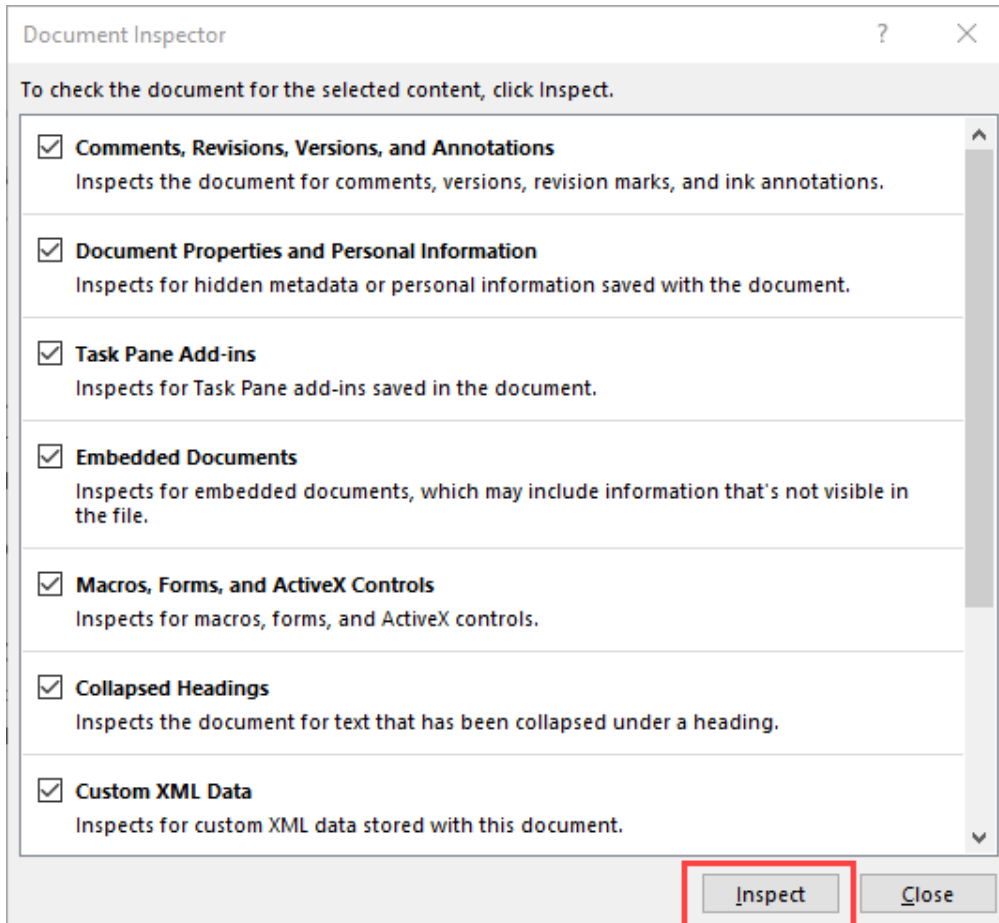 Document Inspector ?
To check the document for the selected content, click Inspect.
Comments, Revisions, Versions, and Annotations
Inspects the document for comments, versions, revision marks, and ink annotations.
Document Properties and Personal Information
Inspects for hidden metadata or personal information saved with the document.
Task Pane Add-ins
Inspects for Task Pane add-ins saved in the document.
Embedded Documents
Inspects for embedded documents, which may include information that's not visible in
the file.
Macros, Forms, and ActiveX Controls
Inspects for macros, forms, and ActiveX controls.
Collapsed Headings
Inspects the document for text that has been collapsed under a heading.
Custom XML Data
Inspects for custom XML data stored with this document.
Inspect Close